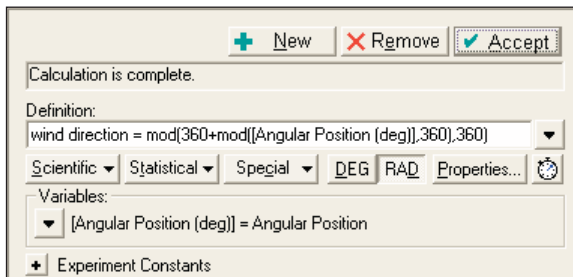 New Remove Accept
Calculation is complete.
Definition:
wind direction = mod(360+mod([Angular Position (deg)],360),360)
Scientific Statistical Special DEG RAD Properties...
Variables:
[Angular Position (deg)] = Angular Position
+ Experiment Constants